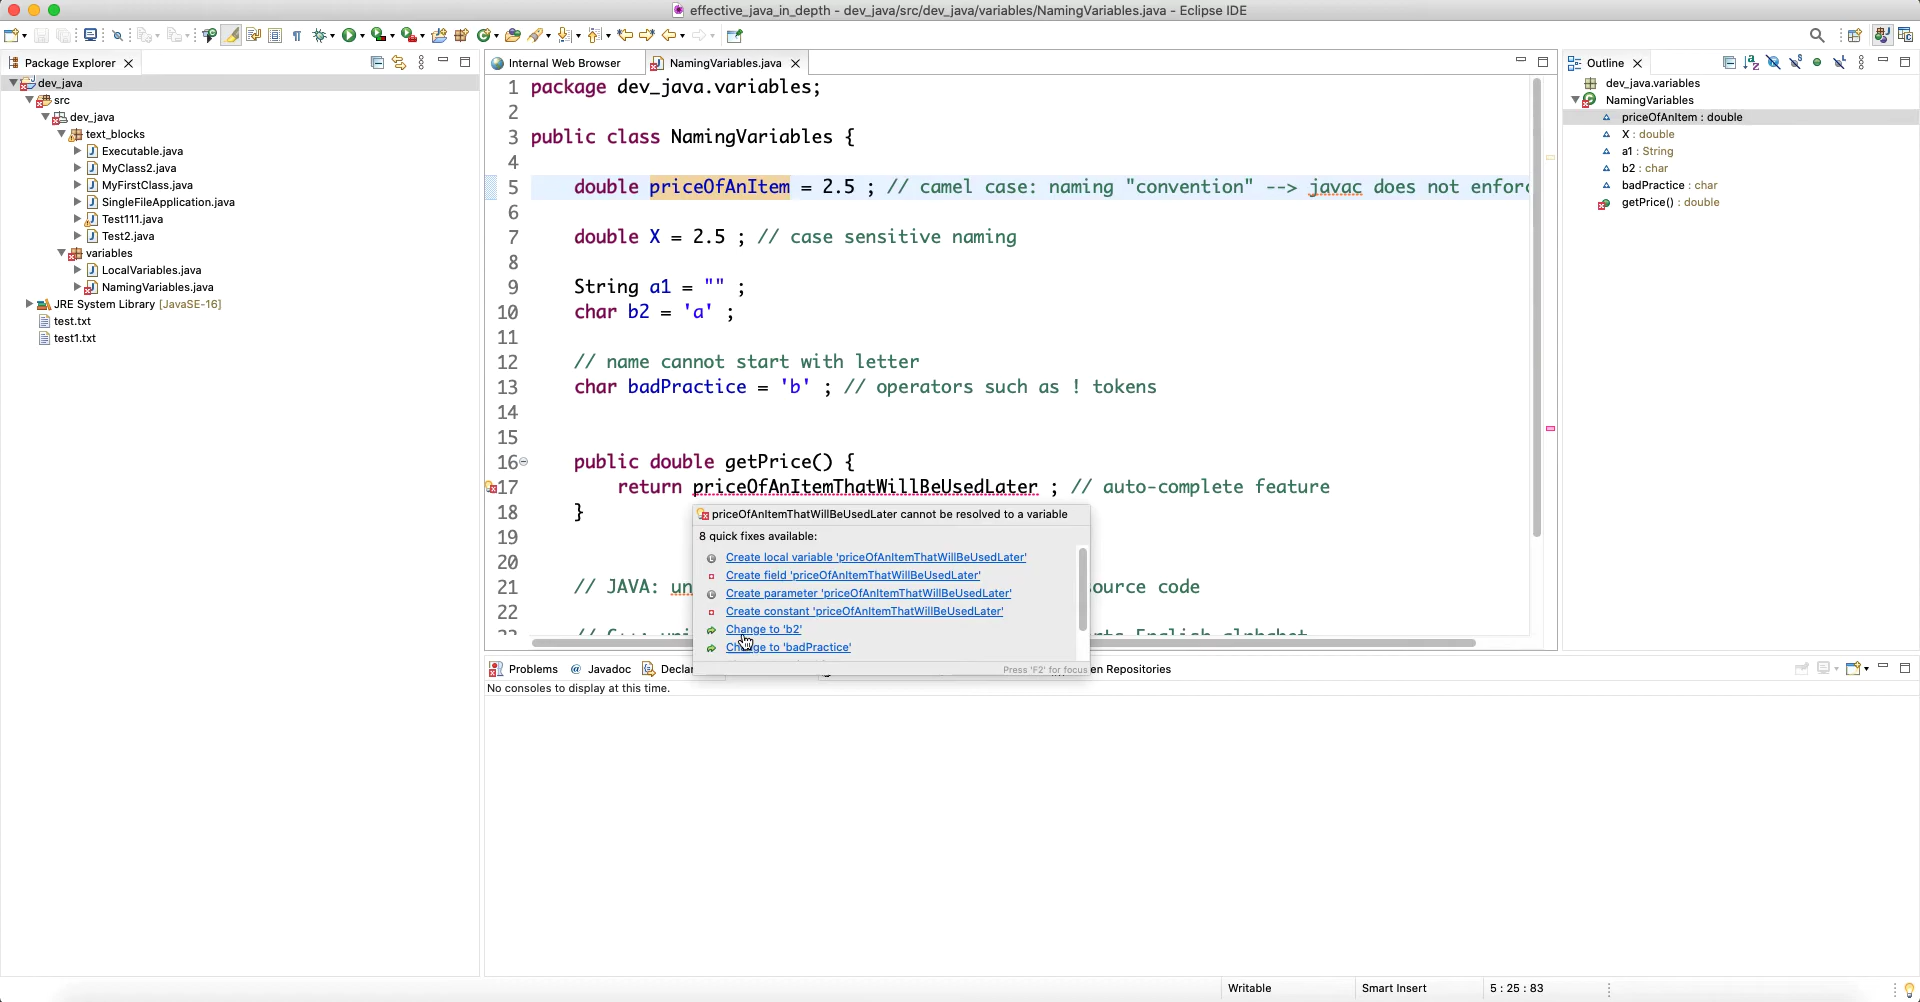 effective_java_in_depth - dev_java/src/dev_java/variables/NamingVariables.java - Eclipse IDE
Package Explorer
dev_java
src
dev_java
text_blocks
Executable.java
MyClass2.java
MyFirstClass.java
SingleFileApplication.java
Test111.java
Test2.java
variables
LocalVariables.java
NamingVariables.java
JRE System Library [JavaSE-16]
test.txt
test1.txt
Internal Web Browser
NamingVariables.java
1 package dev_java.variables;
2
3 public class NamingVariables {
4
5 double priceOfAnItem = 2.5 ; // camel case: naming "convention" --> javac does not enforc
6
7 double X = 2.5 ; // case sensitive naming
8
9 String a1 = "" ;
10 char b2 = 'a' ;
11
12 // name cannot start with letter
13 char badPractice = 'b' ; // operators such as ! tokens
14
15
16 public double getPrice() {
17 return priceOfAnItemThatWillBeUsedLater ; // auto-complete feature
18 }
19
20
21 // JAVA: un ource code
22
priceOfAnItemThatWillBeUsedLater cannot be resolved to a variable
8 quick fixes available:
Create local variable 'priceOfAnItemThatWillBeUsedLater'
Create field 'priceOfAnItemThatWillBeUsedLater'
Create parameter 'priceOfAnItemThatWillBeUsedLater'
Create constant 'priceOfAnItemThatWillBeUsedLater'
Change to 'b2'
Change to 'badPractice'
Press 'F2' for focus
Outline
dev_java.variables
NamingVariables
priceOfAnItem : double
X : double
a1 : String
b2 : char
badPractice : char
getPrice() : double
Problems
@ Javadoc
Declar
en Repositories
No consoles to display at this time.
Writable
Smart Insert
5 : 25 : 83